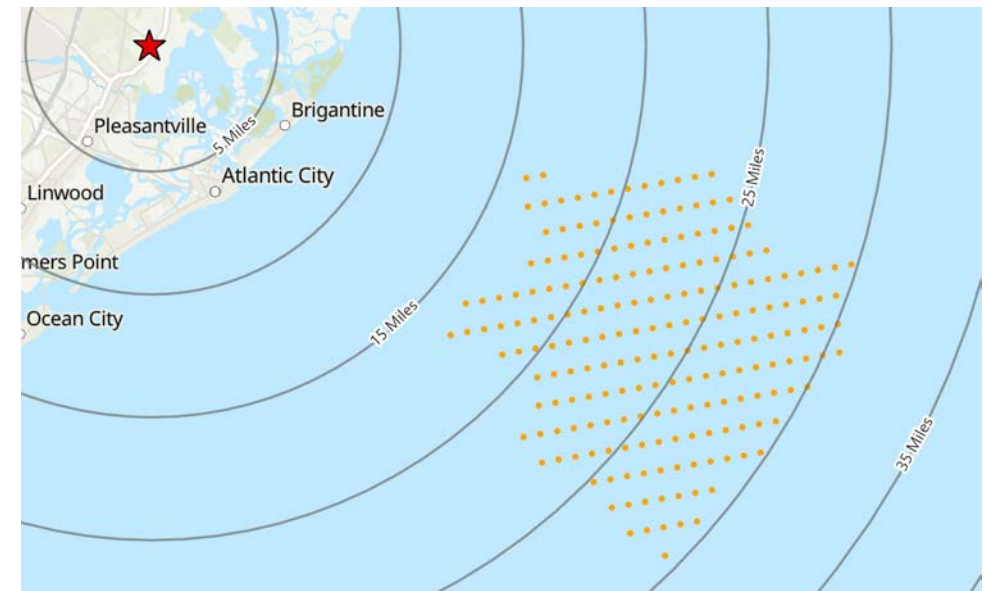 Brigantine
Pleasantville
5 Miles
Atlantic City
25 Miles
Linwood
mers Point
Ocean City
15 Miles
35 Miles